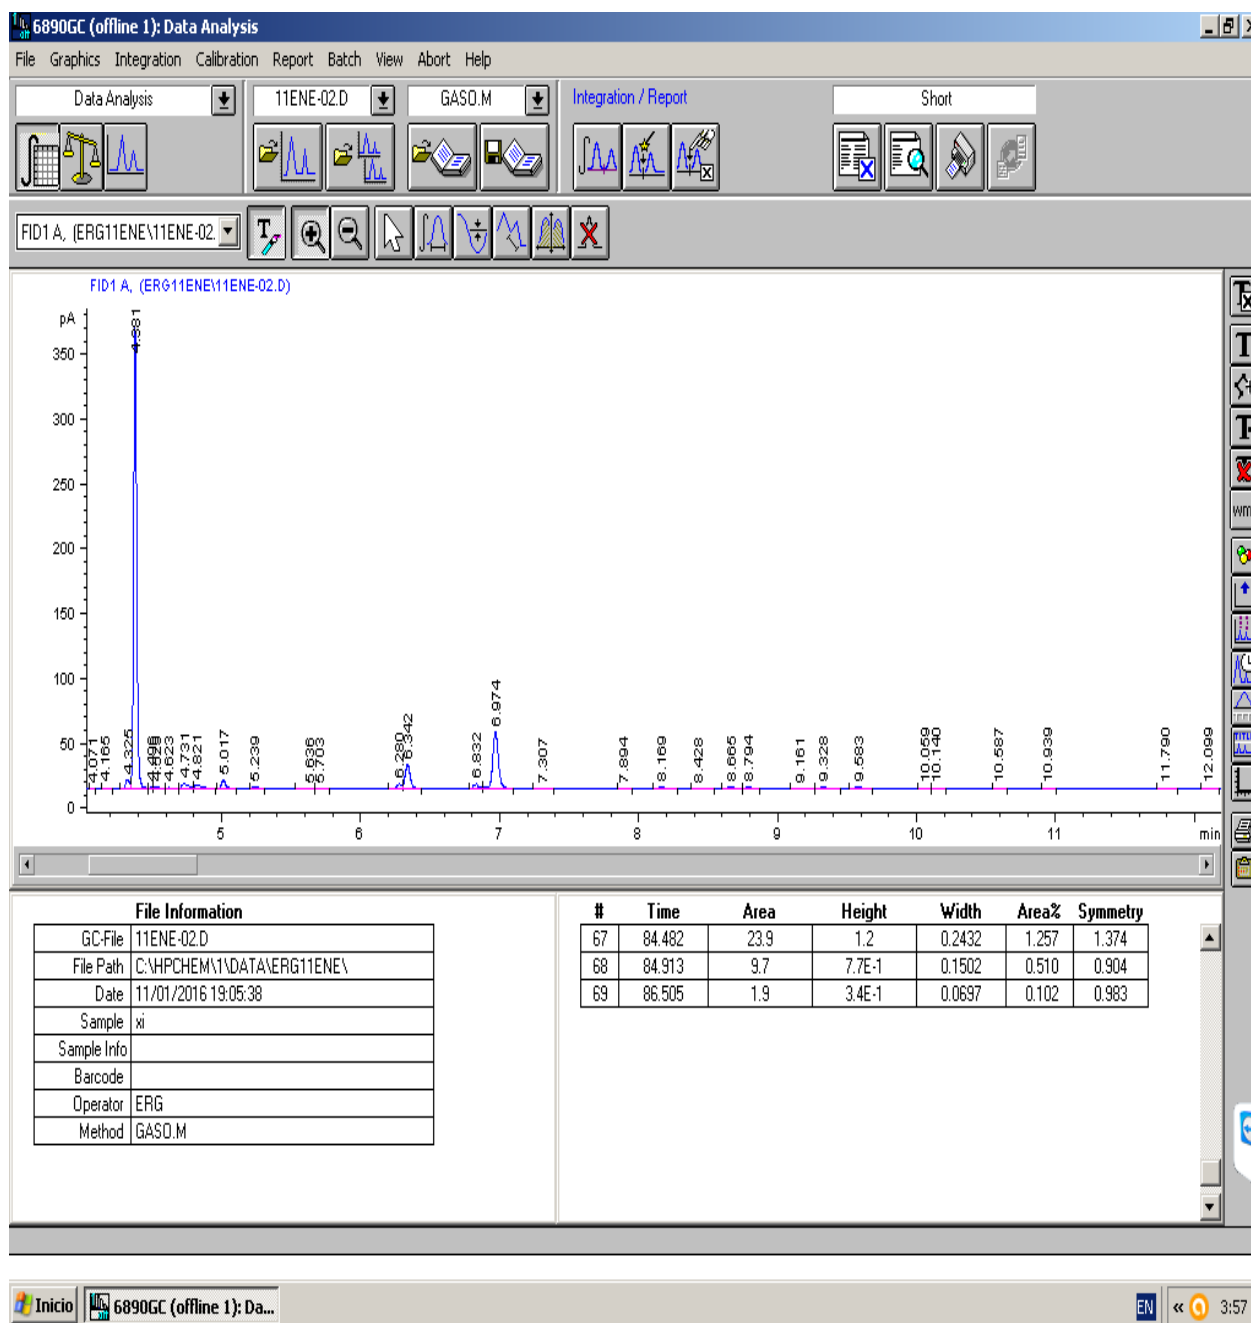 6890GC (offline 1): Data Analysis
File Graphics Integration Calibration Report Batch View Abort Help
Data Analysis 11ENE-02.D GASO.M Integration / Report Short
FID1 A, (ERG11ENE\11ENE-02.
FID1 A, (ERG11ENE\11ENE-02.D)
pA
350
300
250
200
150
100
50
0
4.071
4.165
4.325
4.381
4.623
4.731
4.821
5.017
5.239
5.636
5.703
6.280
6.342
6.832
6.974
7.307
7.894
8.169
8.428
8.665
8.794
9.161
9.328
9.583
10.059
10.140
10.587
10.939
11.790
12.099
5 6 7 8 9 10 11 min
File Information
GC-File 11ENE-02.D
File Path C:\HPCHEM\1\DATA\ERG11ENE\
Date 11/01/2016 19:05:38
Sample xi
Sample Info
Barcode
Operator ERG
Method GASO.M
# Time Area Height Width Area% Symmetry
67 84.482 23.9 1.2 0.2432 1.257 1.374
68 84.913 9.7 7.7E-1 0.1502 0.510 0.904
69 86.505 1.9 3.4E-1 0.0697 0.102 0.983
Inicio 6890GC (offline 1): Da... EN « 3:57